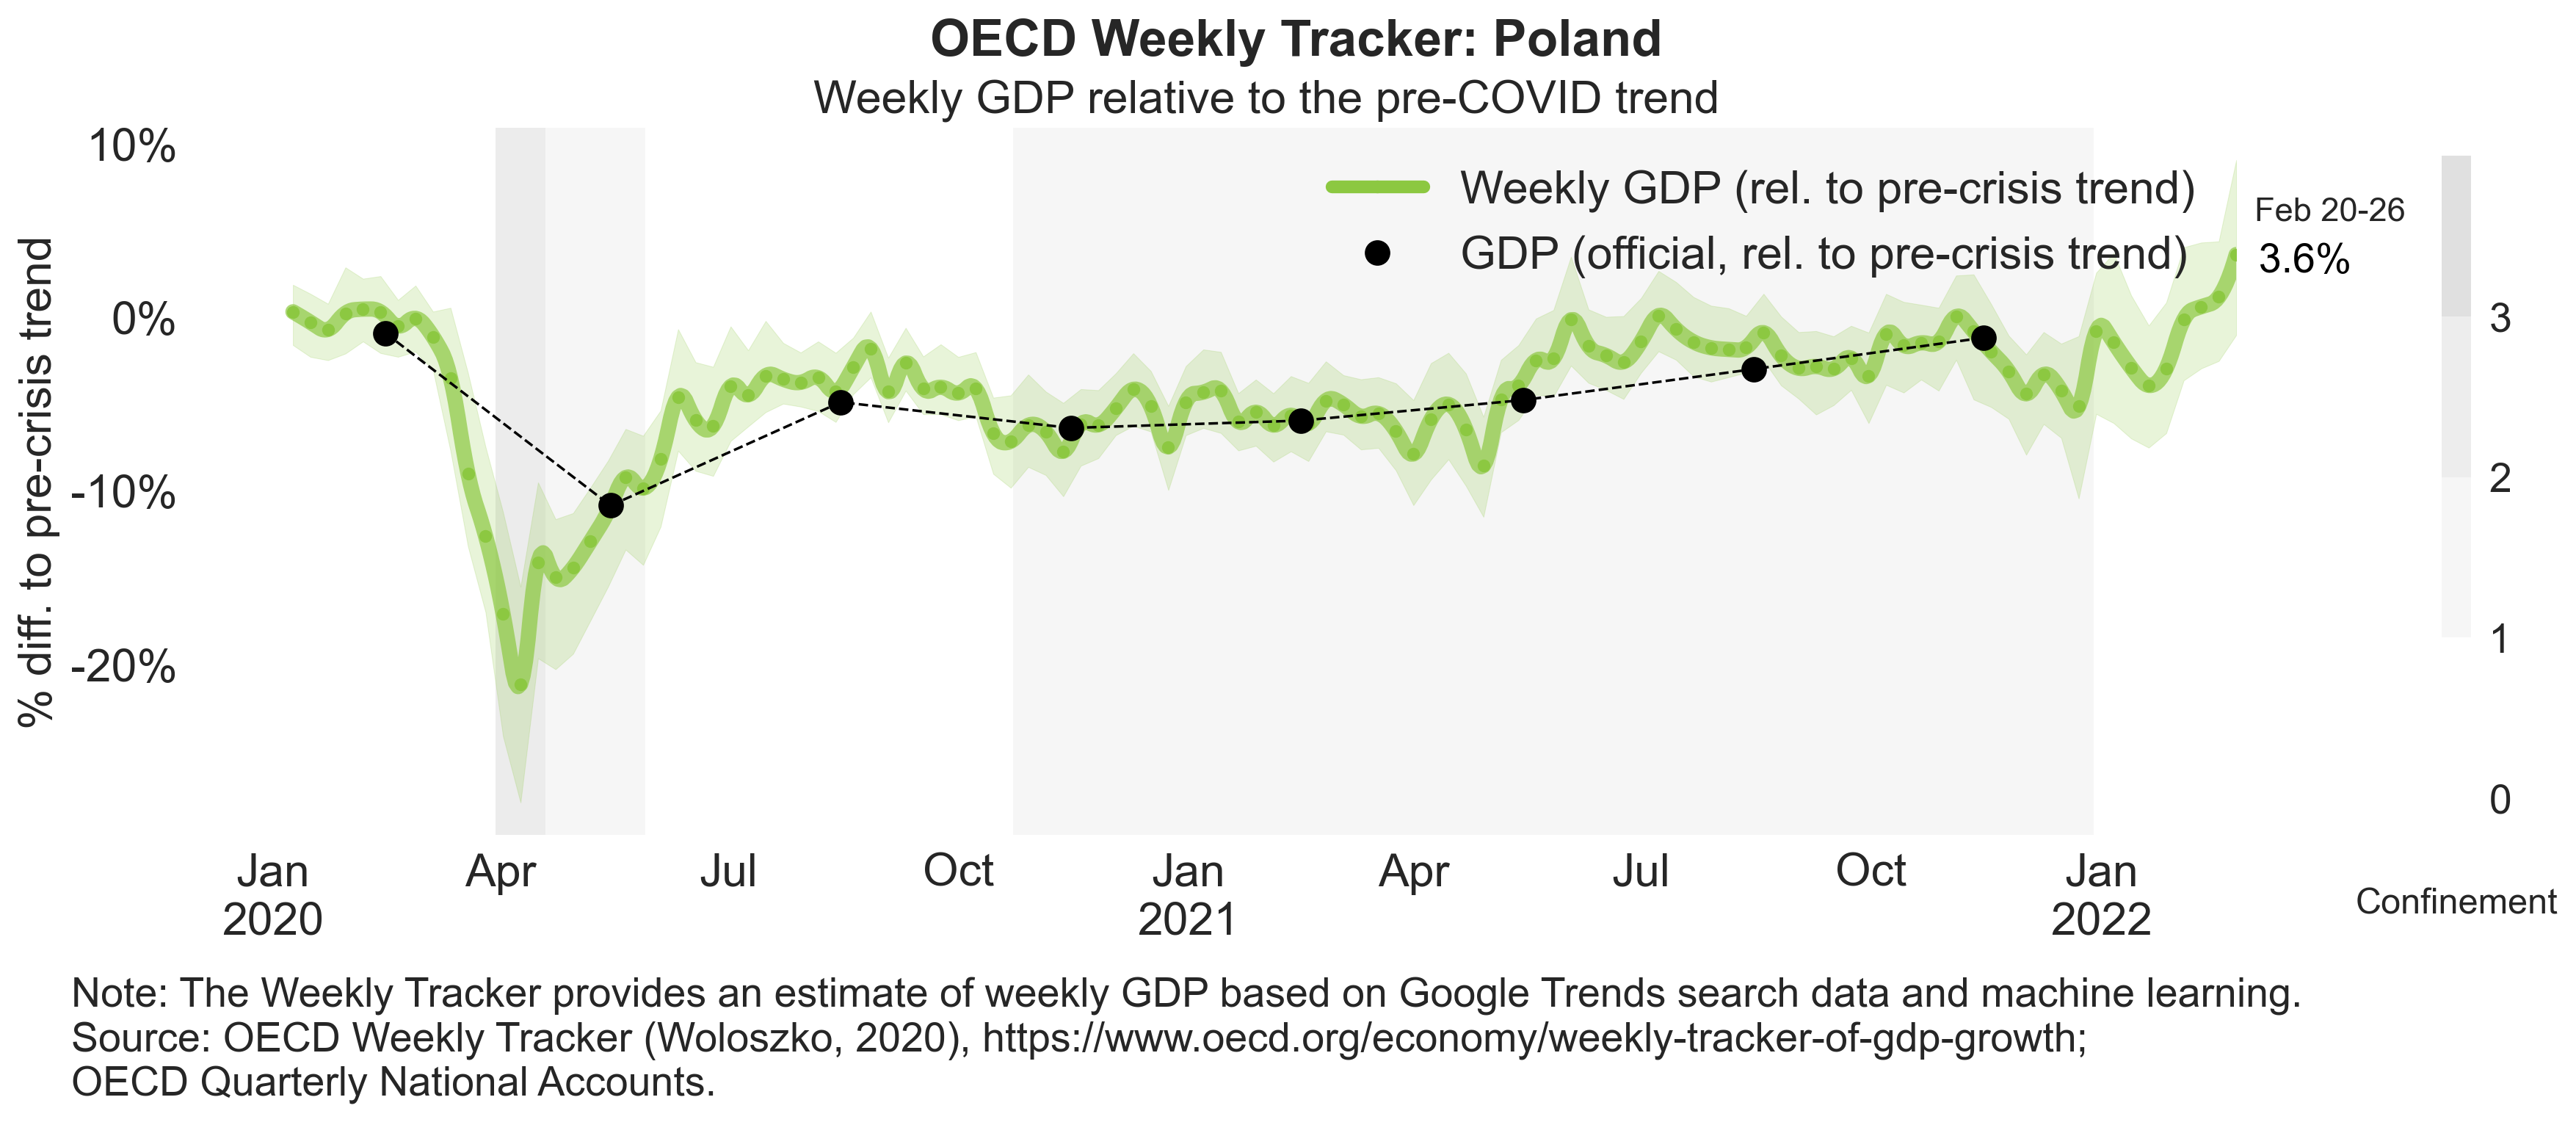 OECD Weekly Tracker: Poland
Weekly GDP relative to the pre-COVID trend
% diff. to pre-crisis trend
10%
0%
-10%
-20%
Weekly GDP (rel. to pre-crisis trend)
GDP (official, rel. to pre-crisis trend)
Feb 20-26
3.6%
3
2
1
0
Confinement
Jan Apr Jul Oct Jan Apr Jul Oct Jan
2020 2021 2022
Note: The Weekly Tracker provides an estimate of weekly GDP based on Google Trends search data and machine learning.
Source: OECD Weekly Tracker (Woloszko, 2020), https://www.oecd.org/economy/weekly-tracker-of-gdp-growth;
OECD Quarterly National Accounts.